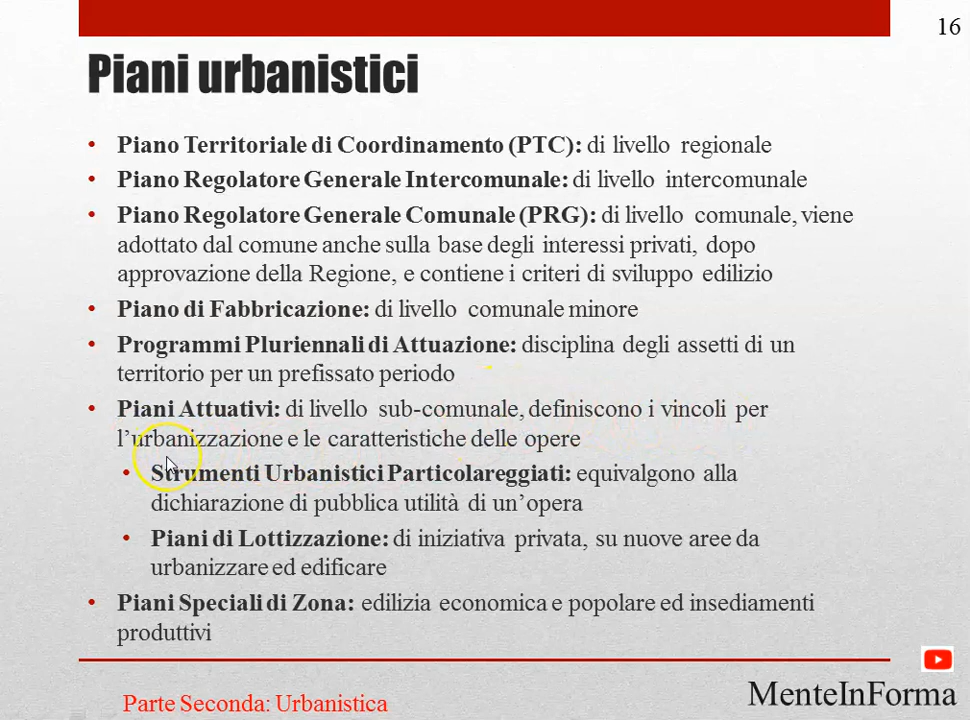 16
Piani urbanistici
• Piano Territoriale di Coordinamento (PTC): di livello regionale
• Piano Regolatore Generale Intercomunale: di livello intercomunale
• Piano Regolatore Generale Comunale (PRG): di livello comunale, viene
adottato dal comune anche sulla base degli interessi privati, dopo
approvazione della Regione, e contiene i criteri di sviluppo edilizio
• Piano di Fabbricazione: di livello comunale minore
• Programmi Pluriennali di Attuazione: disciplina degli assetti di un
territorio per un prefissato periodo
• Piani Attuativi: di livello sub-comunale, definiscono i vincoli per
l’urbanizzazione e le caratteristiche delle opere
• Strumenti Urbanistici Particolareggiati: equivalgono alla
dichiarazione di pubblica utilità di un’opera
• Piani di Lottizzazione: di iniziativa privata, su nuove aree da
urbanizzare ed edificare
• Piani Speciali di Zona: edilizia economica e popolare ed insediamenti
produttivi
Parte Seconda: Urbanistica
MenteInForma